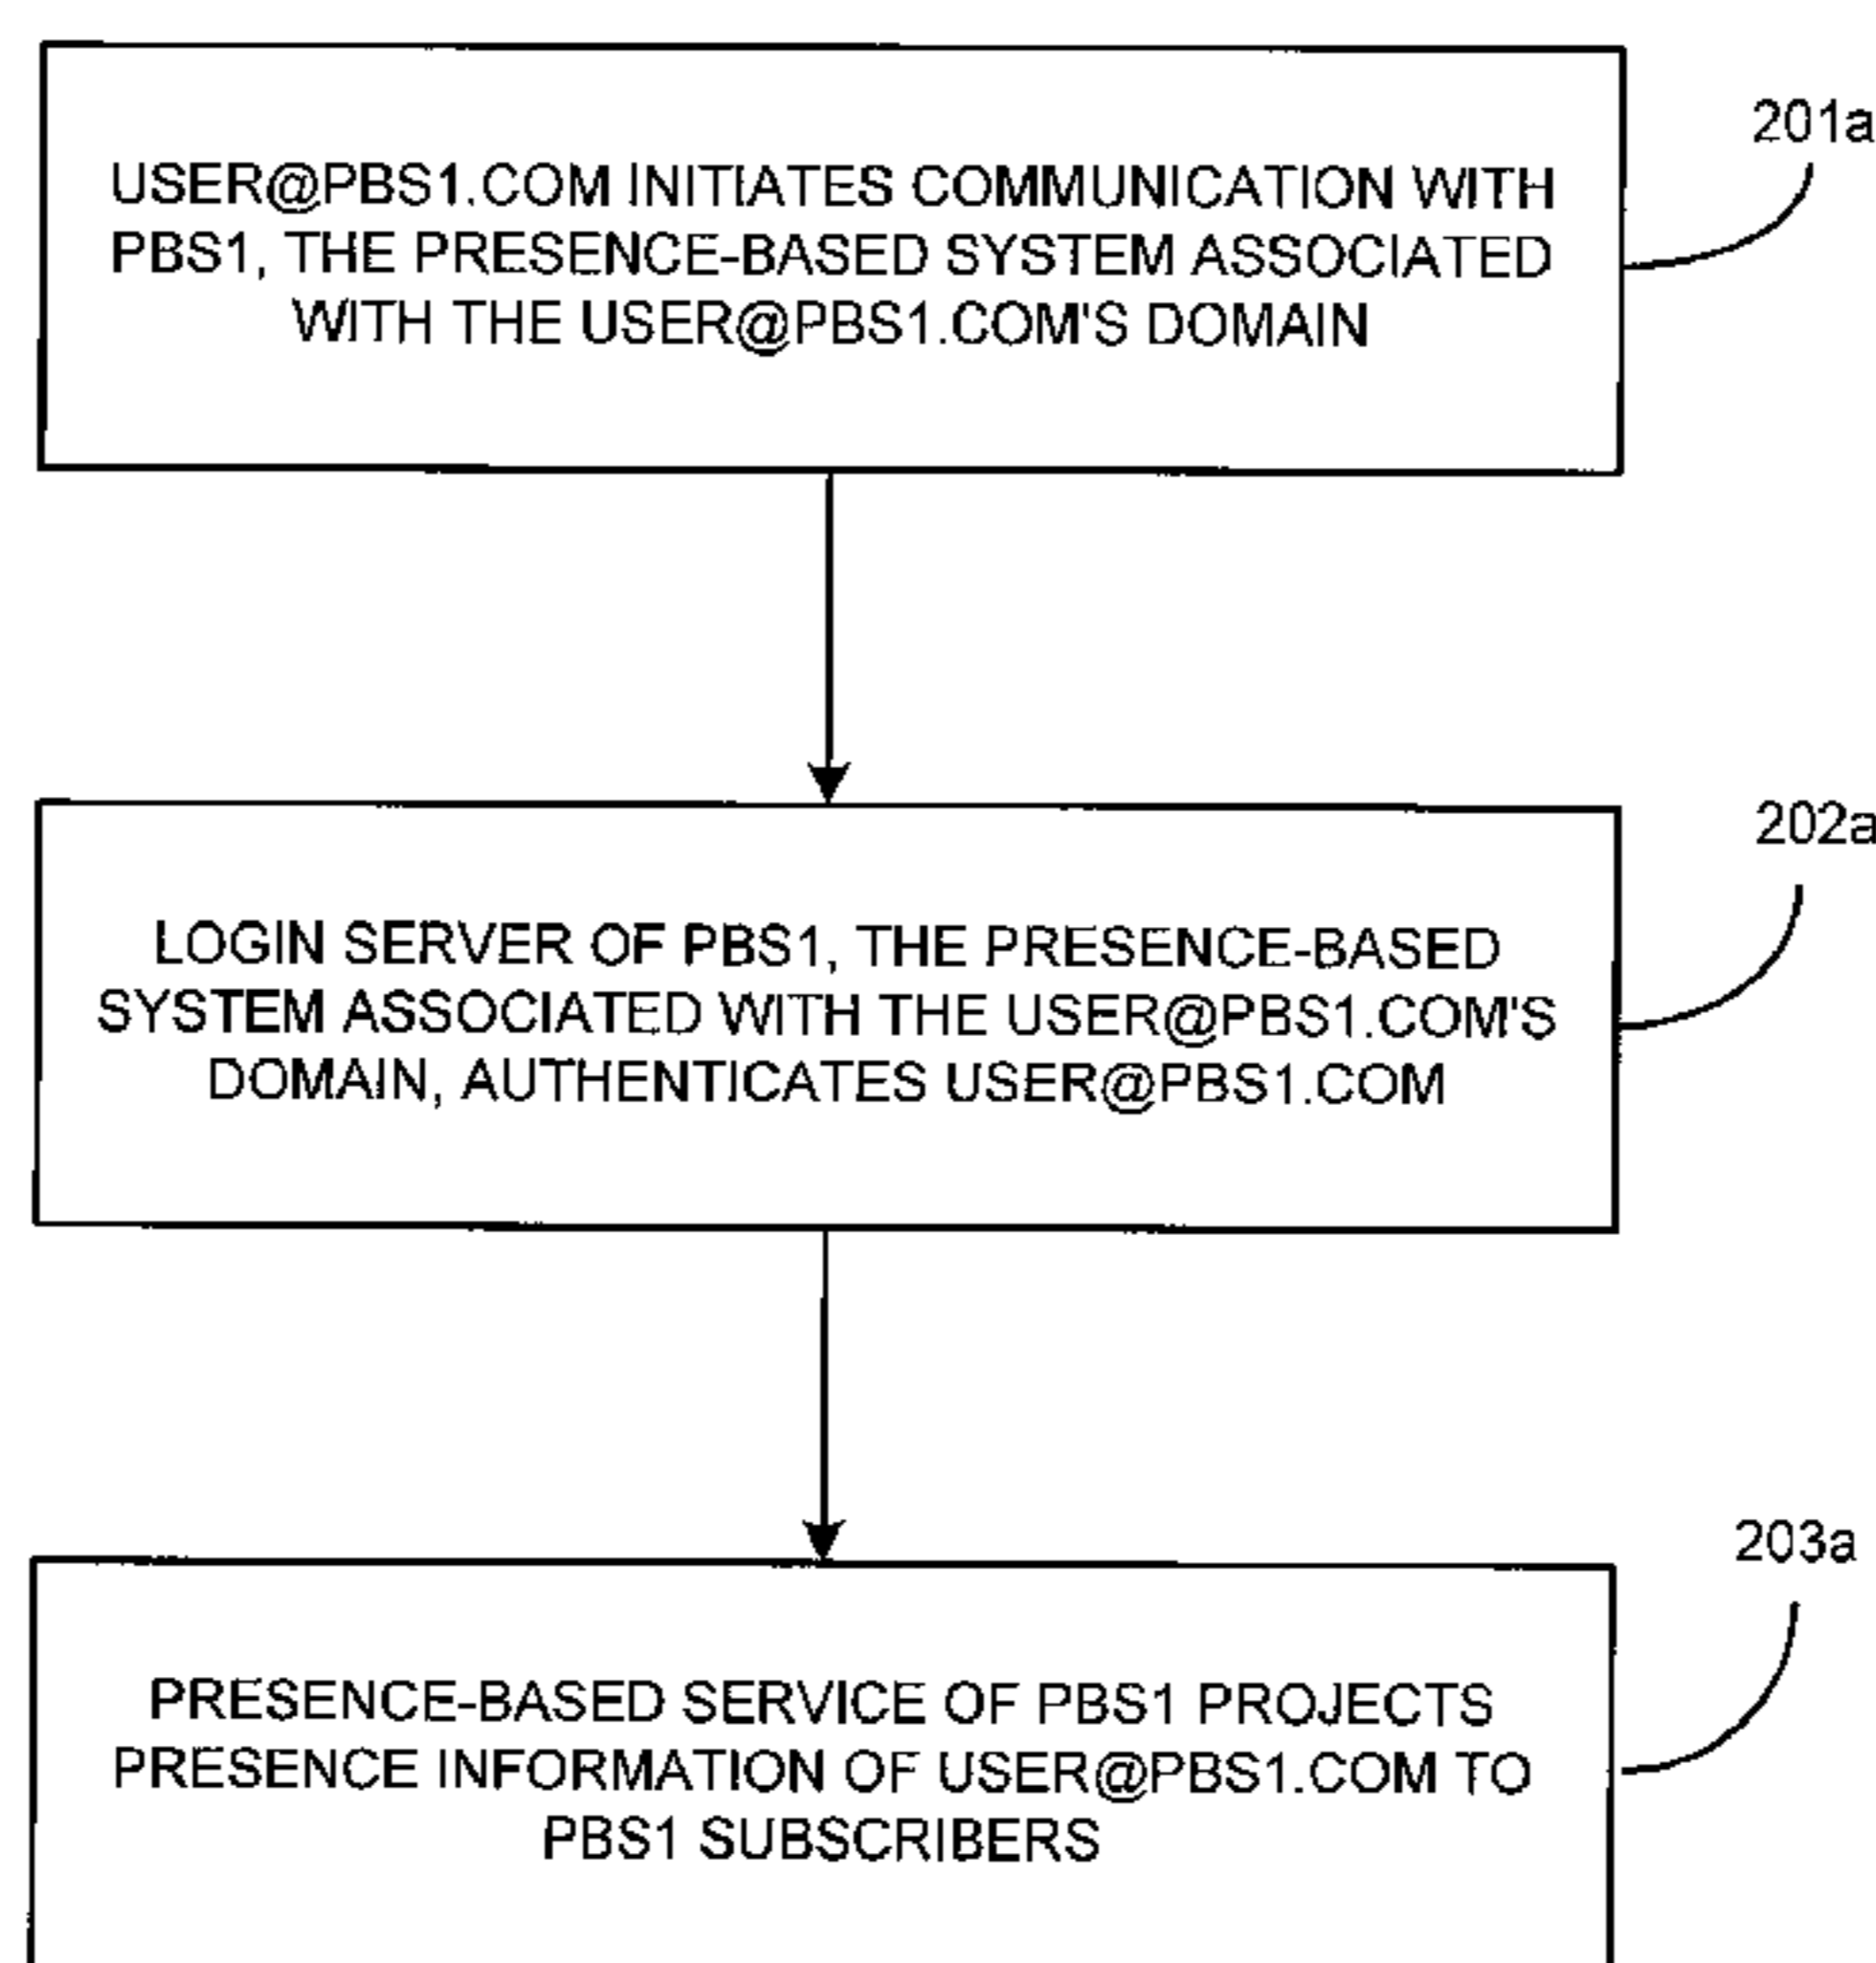 201a
USER@PBS1.COM INITIATES COMMUNICATION WITH
PBS1, THE PRESENCE-BASED SYSTEM ASSOCIATED
WITH THE USER@PBS1.COM'S DOMAIN
202a
LOGIN SERVER OF PBS1, THE PRESENCE-BASED
SYSTEM ASSOCIATED WITH THE USER@PBS1.COM'S
DOMAIN, AUTHENTICATES USER@PBS1.COM
203a
PRESENCE-BASED SERVICE OF PBS1 PROJECTS
PRESENCE INFORMATION OF USER@PBS1.COM TO
PBS1 SUBSCRIBERS